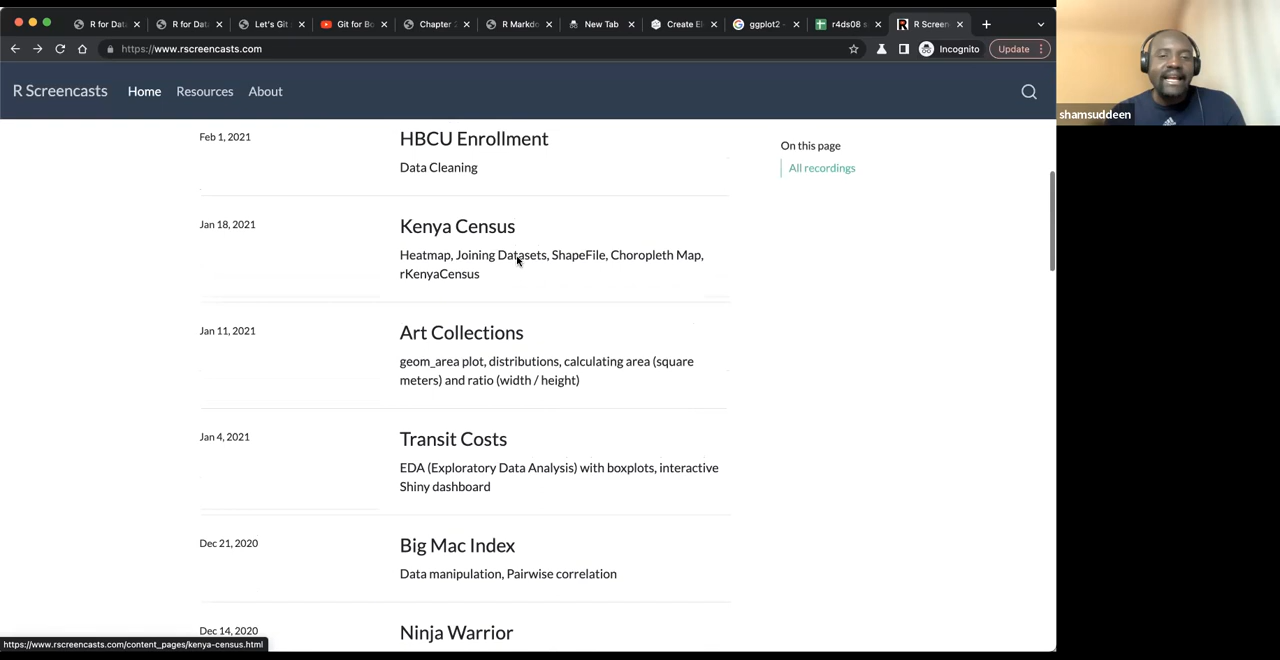 R for Dat
R for Dat
Let's Git
Git for Bo
Chapter
R Markdo
New Tab
Create El
ggplot2 -
r4ds08 s
R Screen
https://www.rscreencasts.com
Incognito
Update
R Screencasts
Home
Resources
About
shamsuddeen
Feb 1, 2021
HBCU Enrollment
Data Cleaning
On this page
All recordings
Jan 18, 2021
Kenya Census
Heatmap, Joining Datasets, ShapeFile, Choropleth Map,
rKenyaCensus
Jan 11, 2021
Art Collections
geom_area plot, distributions, calculating area (square
meters) and ratio (width / height)
Jan 4, 2021
Transit Costs
EDA (Exploratory Data Analysis) with boxplots, interactive
Shiny dashboard
Dec 21, 2020
Big Mac Index
Data manipulation, Pairwise correlation
Dec 14, 2020
Ninja Warrior
https://www.rscreencasts.com/content_pages/kenya-census.html